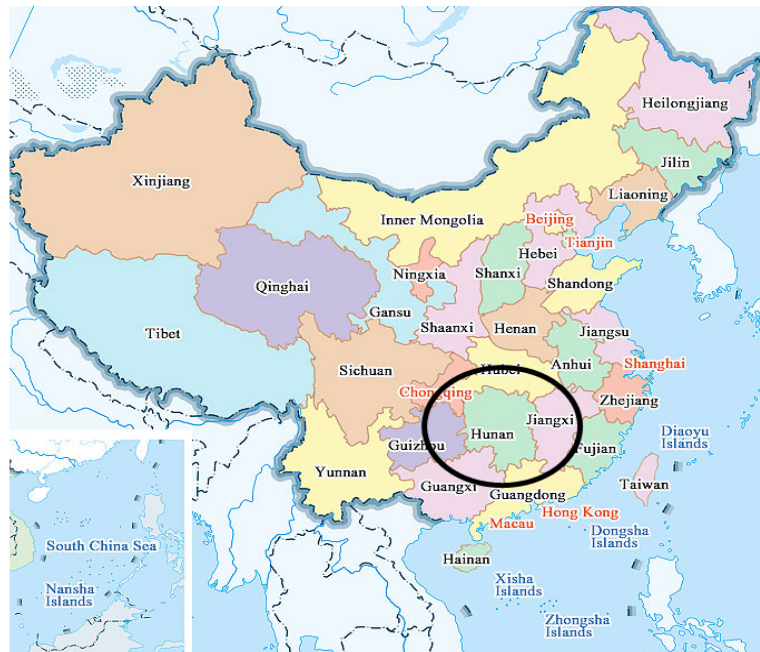 Heilongjiang
Jilin
Xinjiang
Liaoning
Inner Mongolia
Beijing
Tianjin
Hebei
Ningxia
Shanxi
Qinghai
Shandong
Gansu
Tibet
Shaanxi
Henan
Jiangsu
Anhui
Shanghai
Sichuan
Hubei
Chongqing
Zhejiang
Jiangxi
Hunan
Diaoyu
Islands
Guizhou
Fujian
Yunnan
Guangxi
Taiwan
Guangdong
Hong Kong
Macau
Dongsha
Islands
South China Sea
Hainan
Xisha
Islands
Nansha
Islands
Zhongsha
Islands